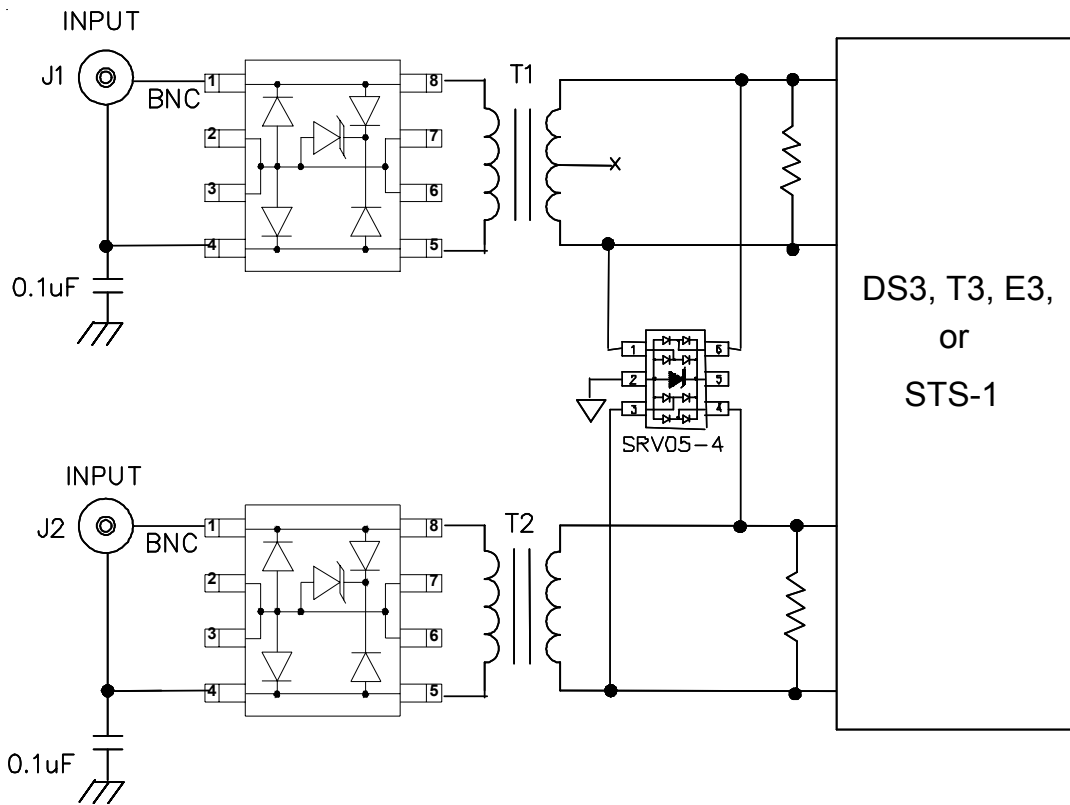 INPUT
J1
BNC
1
2
3
4
8
7
6
5
T1
x
0.1uF
DS3, T3, E3,
or
STS-1
1
2
3
6
5
4
SRV05-4
INPUT
J2
BNC
1
2
3
4
8
7
6
5
T2
0.1uF